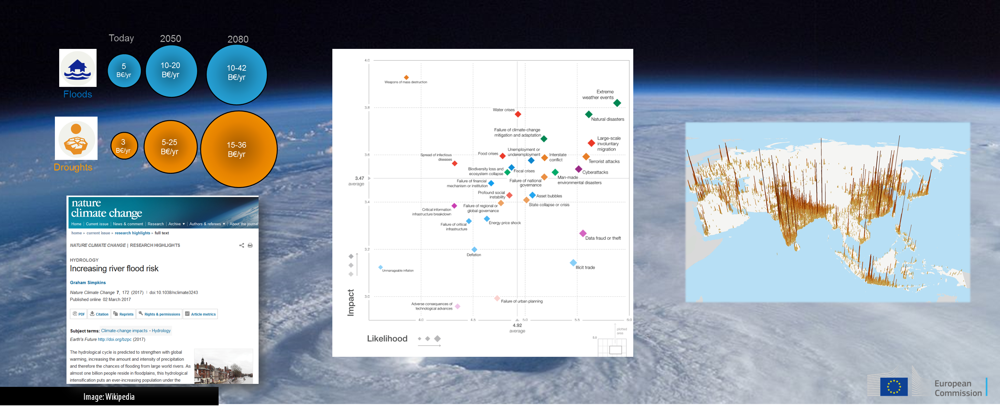 Today
2050
2080
5
B€/yr
10-20
B€/yr
10-42
B€/yr
Floods
3
B€/yr
5-25
B€/yr
15-36
B€/yr
Droughts
nature
climate change
Home | Current issue | News & comment | Research | Archive ▼ | Authors & referees ▼ | About the journal
home ▸ current issue ▸ research highlights ▸ full text
NATURE CLIMATE CHANGE | RESEARCH HIGHLIGHTS
HYDROLOGY
Increasing river flood risk
Graham Simpkins
Nature Climate Change 7, 172 (2017) | doi:10.1038/nclimate3243
Published online 02 March 2017
PDF
Citation
Reprints
Rights & permissions
Article metrics
Subject terms: Climate-change impacts • Hydrology
Earth's Future http://doi.org/bzpc (2017)
The hydrological cycle is predicted to strengthen with global
warming, increasing the amount and intensity of precipitation
and therefore the chances of flooding from large world rivers. As
almost one billion people reside in floodplains, this hydrological
intensification puts an ever-increasing population under the
Image: Wikipedia
4.0
Weapons of mass destruction
Extreme
weather events
3.8
Water crises
Natural disasters
Failure of climate-change
mitigation and adaptation
Large-scale
involuntary
migration
Unemployment or
underemployment
3.6
Spread of infectious
diseases
Food crises
Interstate
conflict
Terrorist attacks
Biodiversity loss and
ecosystem collapse
Fiscal crises
Cyberattacks
3.47
average
Man-made
environmental disasters
Failure of financial
mechanism or institution
Failure of national
governance
Profound social
instability
Asset bubbles
3.4
State collapse or crisis
Critical information
infrastructure breakdown
Failure of regional or
global governance
Failure of critical
infrastructure
Energy price shock
Data fraud or theft
3.2
Deflation
Unmanageable inflation
Illicit trade
3.0
Failure of urban planning
Adverse consequences of
technological advances
Impact
4.0
4.5
5.0
5.5
6.0
4.92
average
Likelihood
plotted
area
5.0
European
Commission